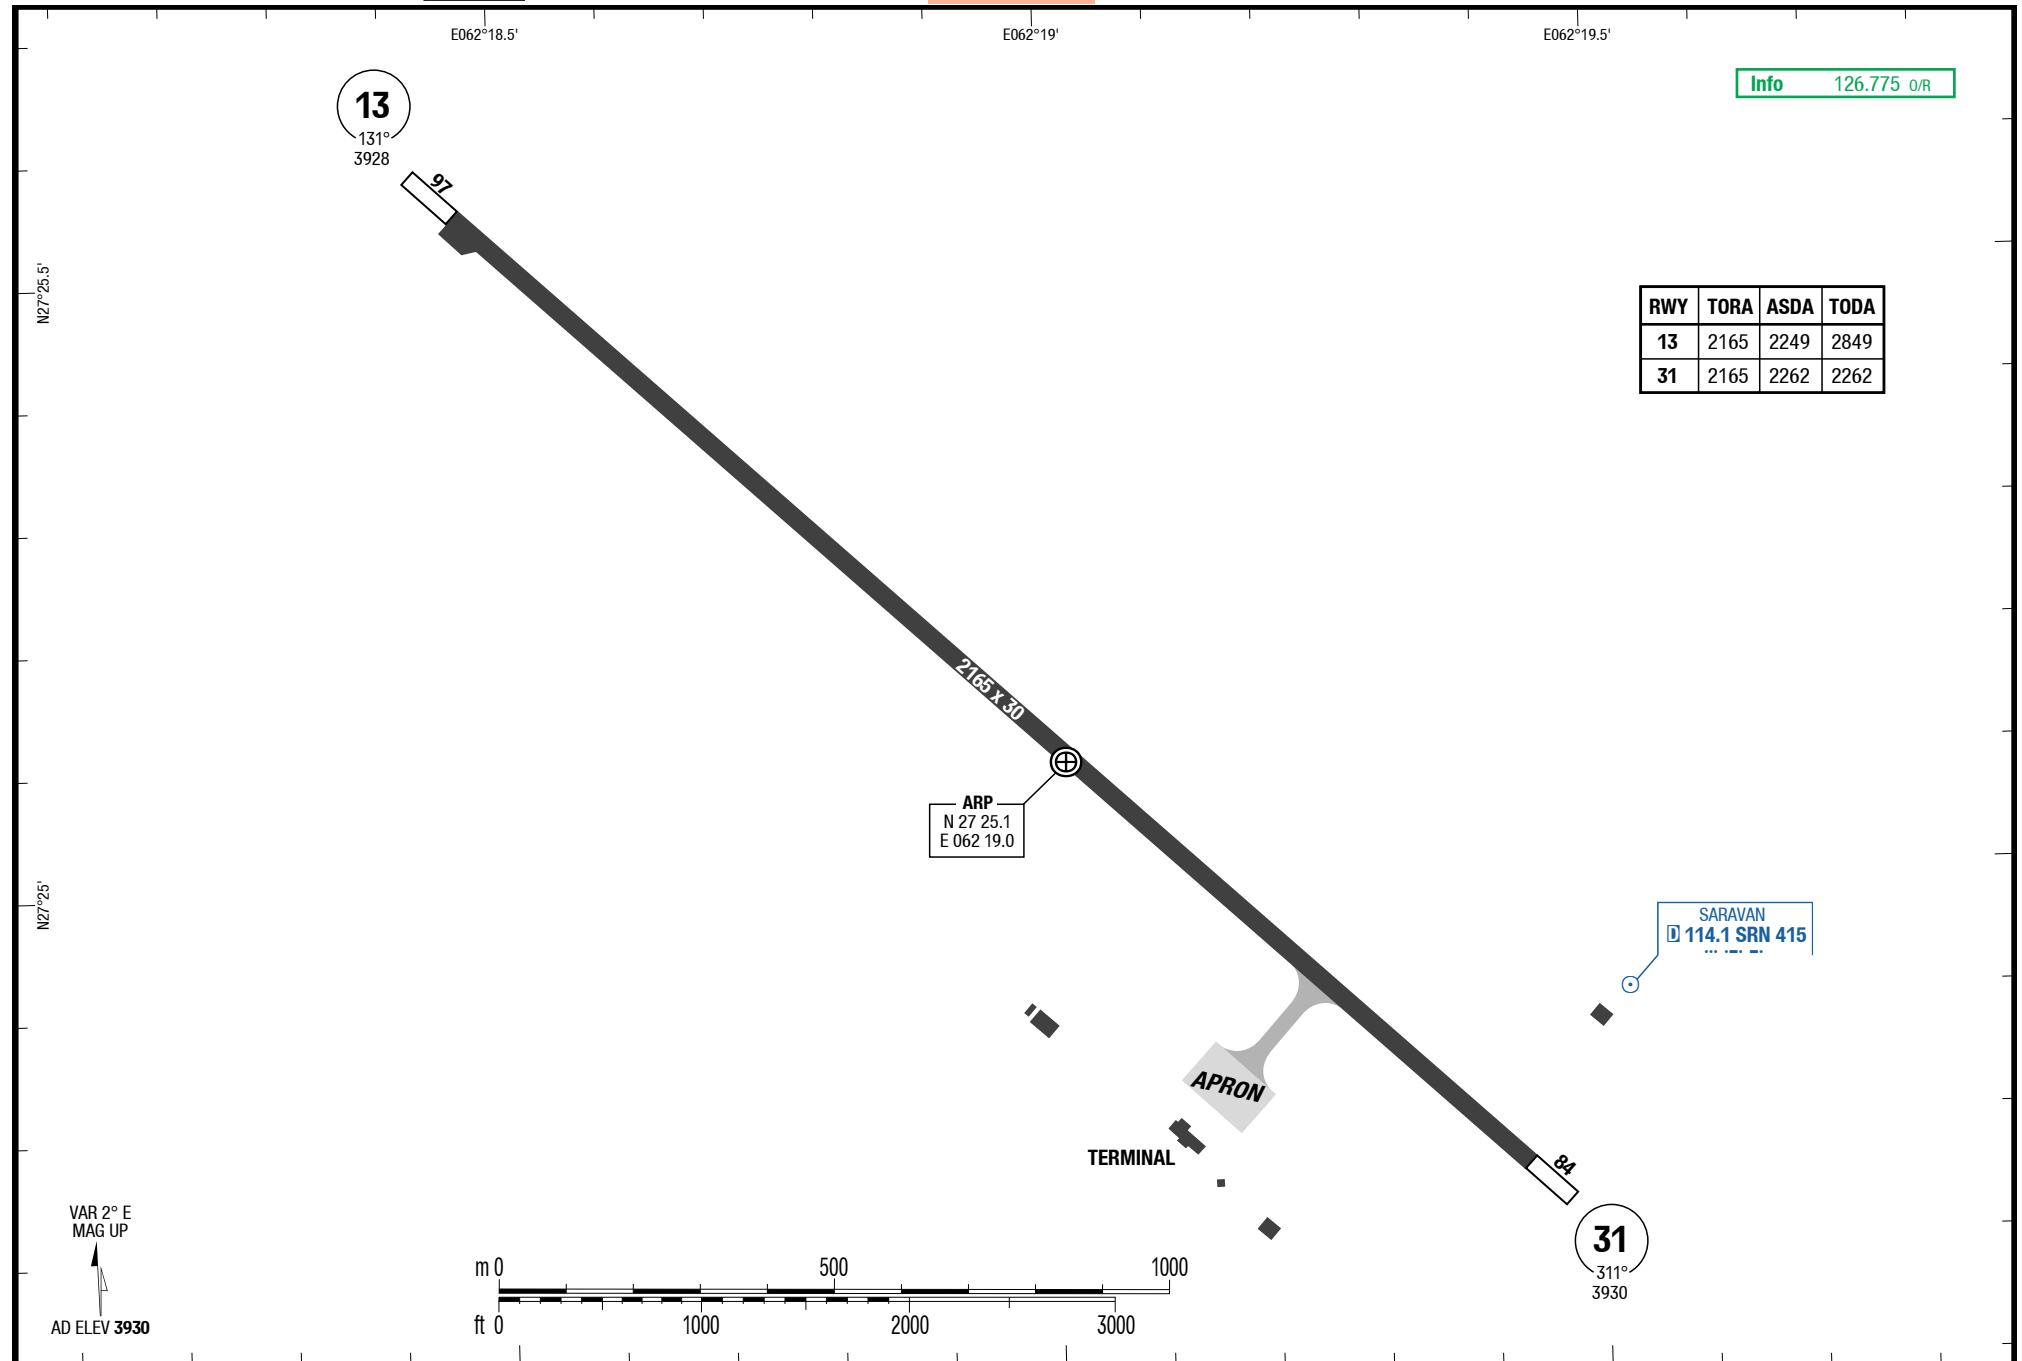 E062°18.5'
E062°19'
E062°19.5'
Info 126.775 O/R
13
131°
3928
97
N27°25.5'
RWY TORA ASDA TODA
13 2165 2249 2849
31 2165 2262 2262
2165 x 30
ARP
N 27 25.1
E 062 19.0
N27°25'
SARAVAN
D 114.1 SRN 415
APRON
TERMINAL
84
31
311°
3930
VAR 2° E
MAG UP
AD ELEV 3930
m 0 500 1000
ft 0 1000 2000 3000